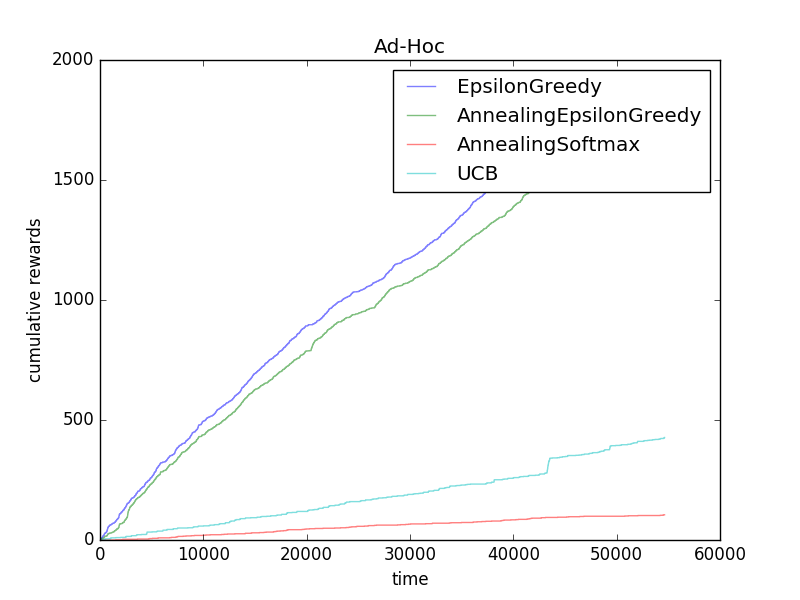 Ad-Hoc
2000
1500
1000
500
0
cumulative rewards
EpsilonGreedy
AnnealingEpsilonGreedy
AnnealingSoftmax
UCB
0 10000 20000 30000 40000 50000 60000
time